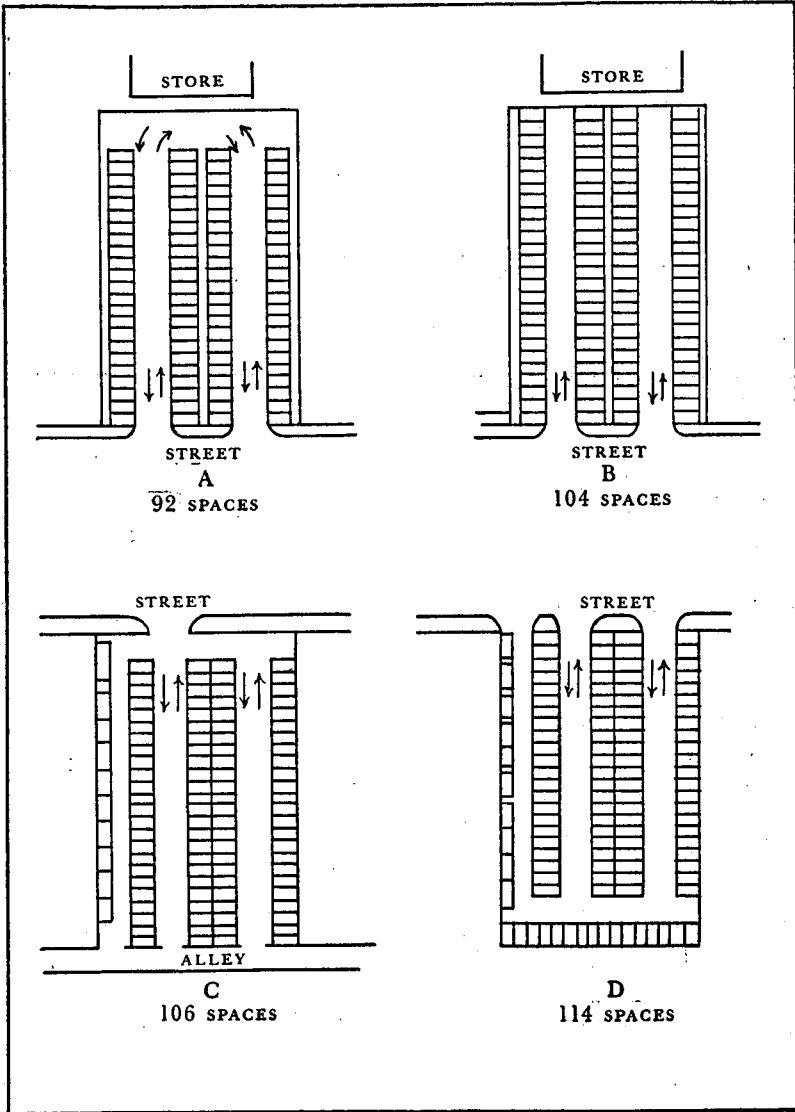 STORE
STREET
A
92 SPACES
STORE
STREET
B
104 SPACES
STREET
ALLEY
C
106 SPACES
STREET
D
114 SPACES